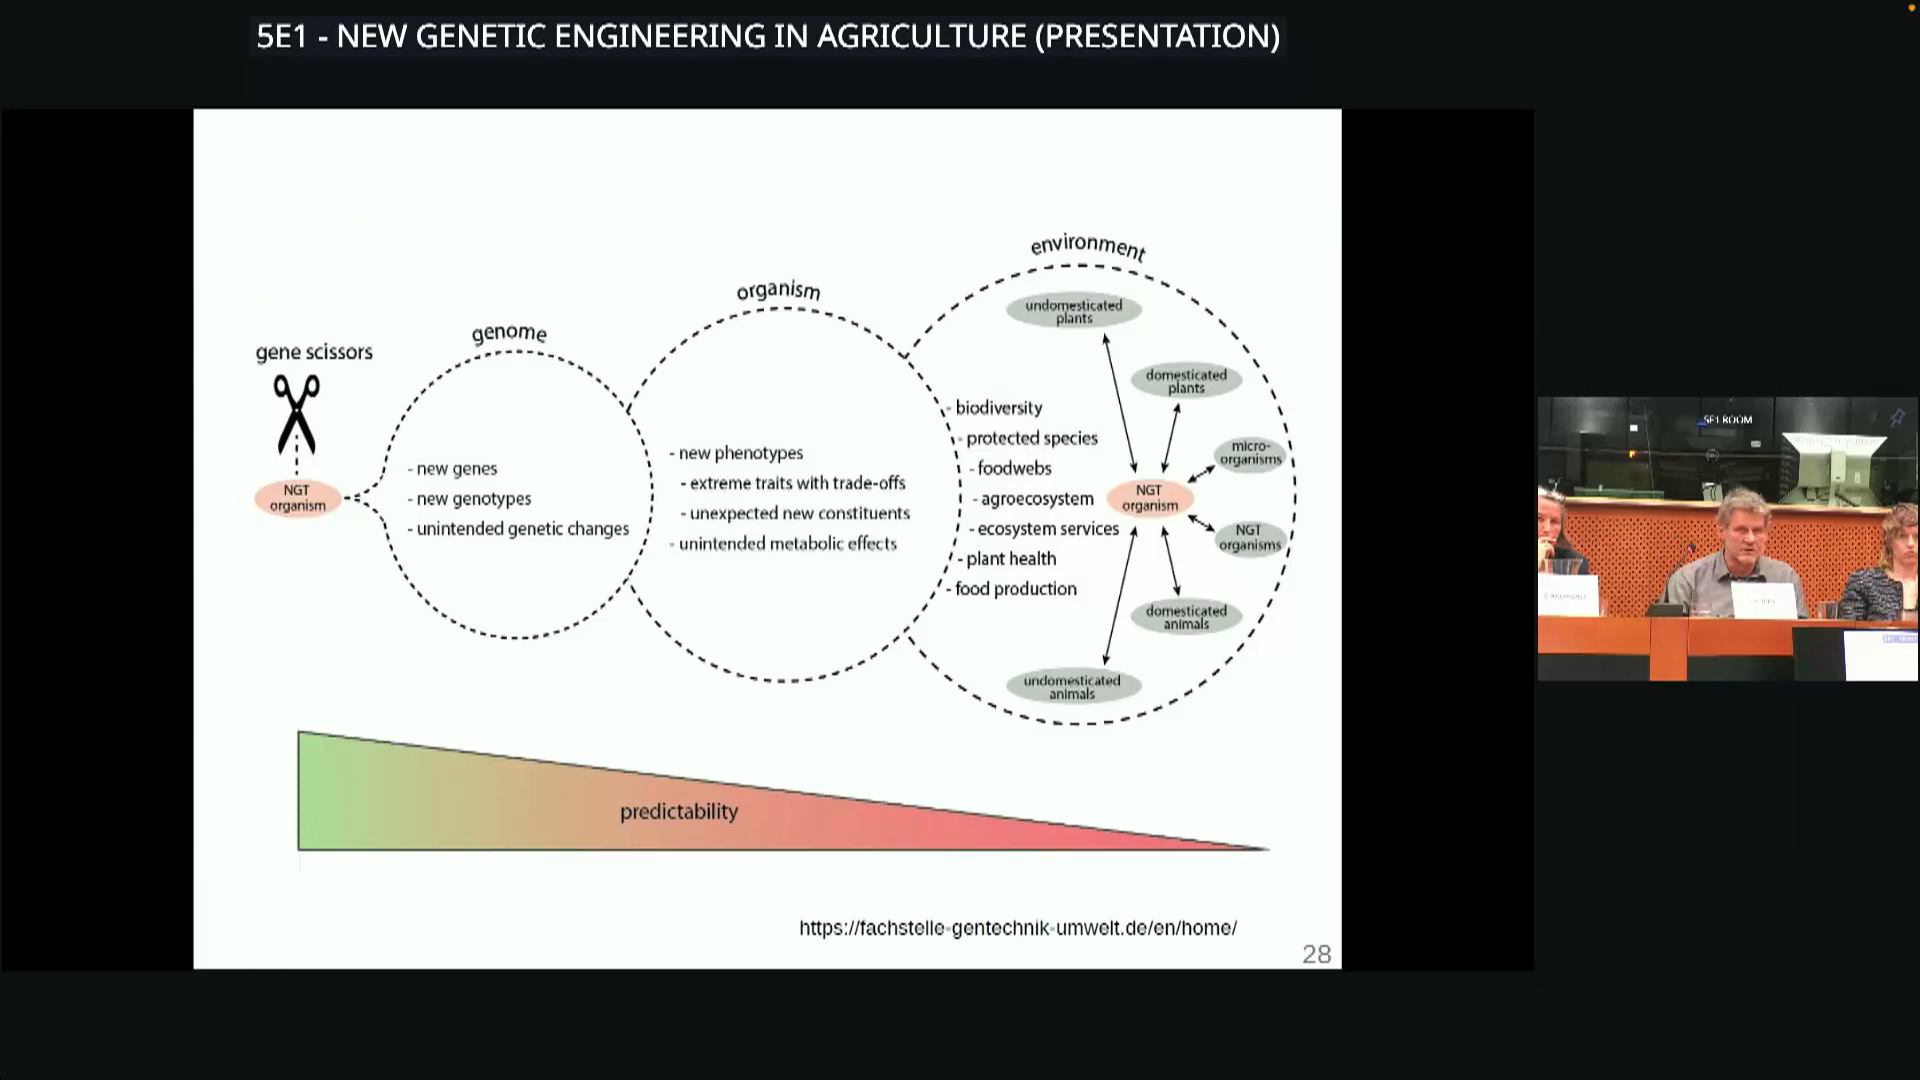 5E1 - NEW GENETIC ENGINEERING IN AGRICULTURE (PRESENTATION)
environment
organism
genome
gene scissors
undomesticated
plants
domesticated
plants
micro-
organisms
NGT
organism
- new genes
- new genotypes
- unintended genetic changes
- new phenotypes
- extreme traits with trade-offs
- unexpected new constituents
- unintended metabolic effects
- biodiversity
- protected species
- foodwebs
- agroecosystem
- ecosystem services
- plant health
- food production
NGT
organism
NGT
organisms
domesticated
animals
undomesticated
animals
predictability
https://fachstelle-gentechnik-umwelt.de/en/home/
28
5E1 ROOM